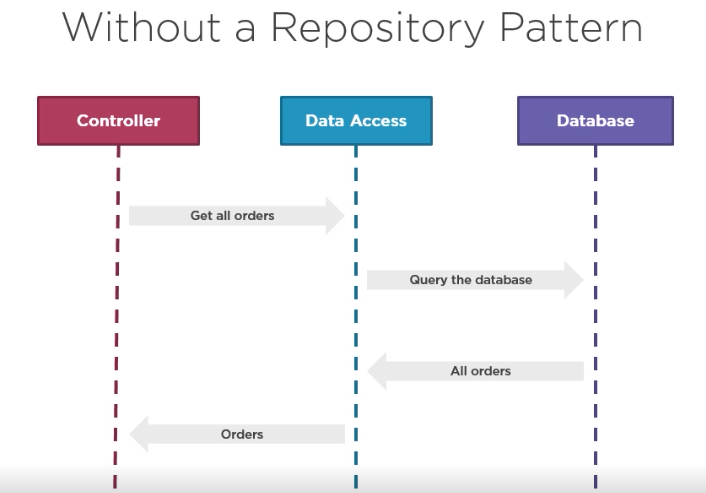 Without a Repository Pattern
Controller
Data Access
Database
Get all orders
Query the database
All orders
Orders